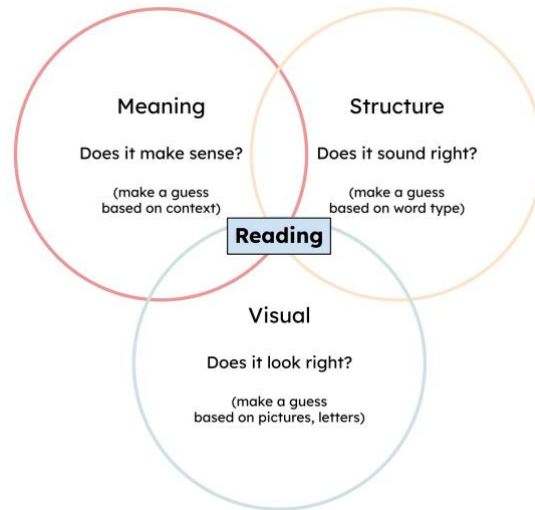 Meaning
Does it make sense?
(make a guess
based on context)
Structure
Does it sound right?
(make a guess
based on word type)
Reading
Visual
Does it look right?
(make a guess
based on pictures, letters)